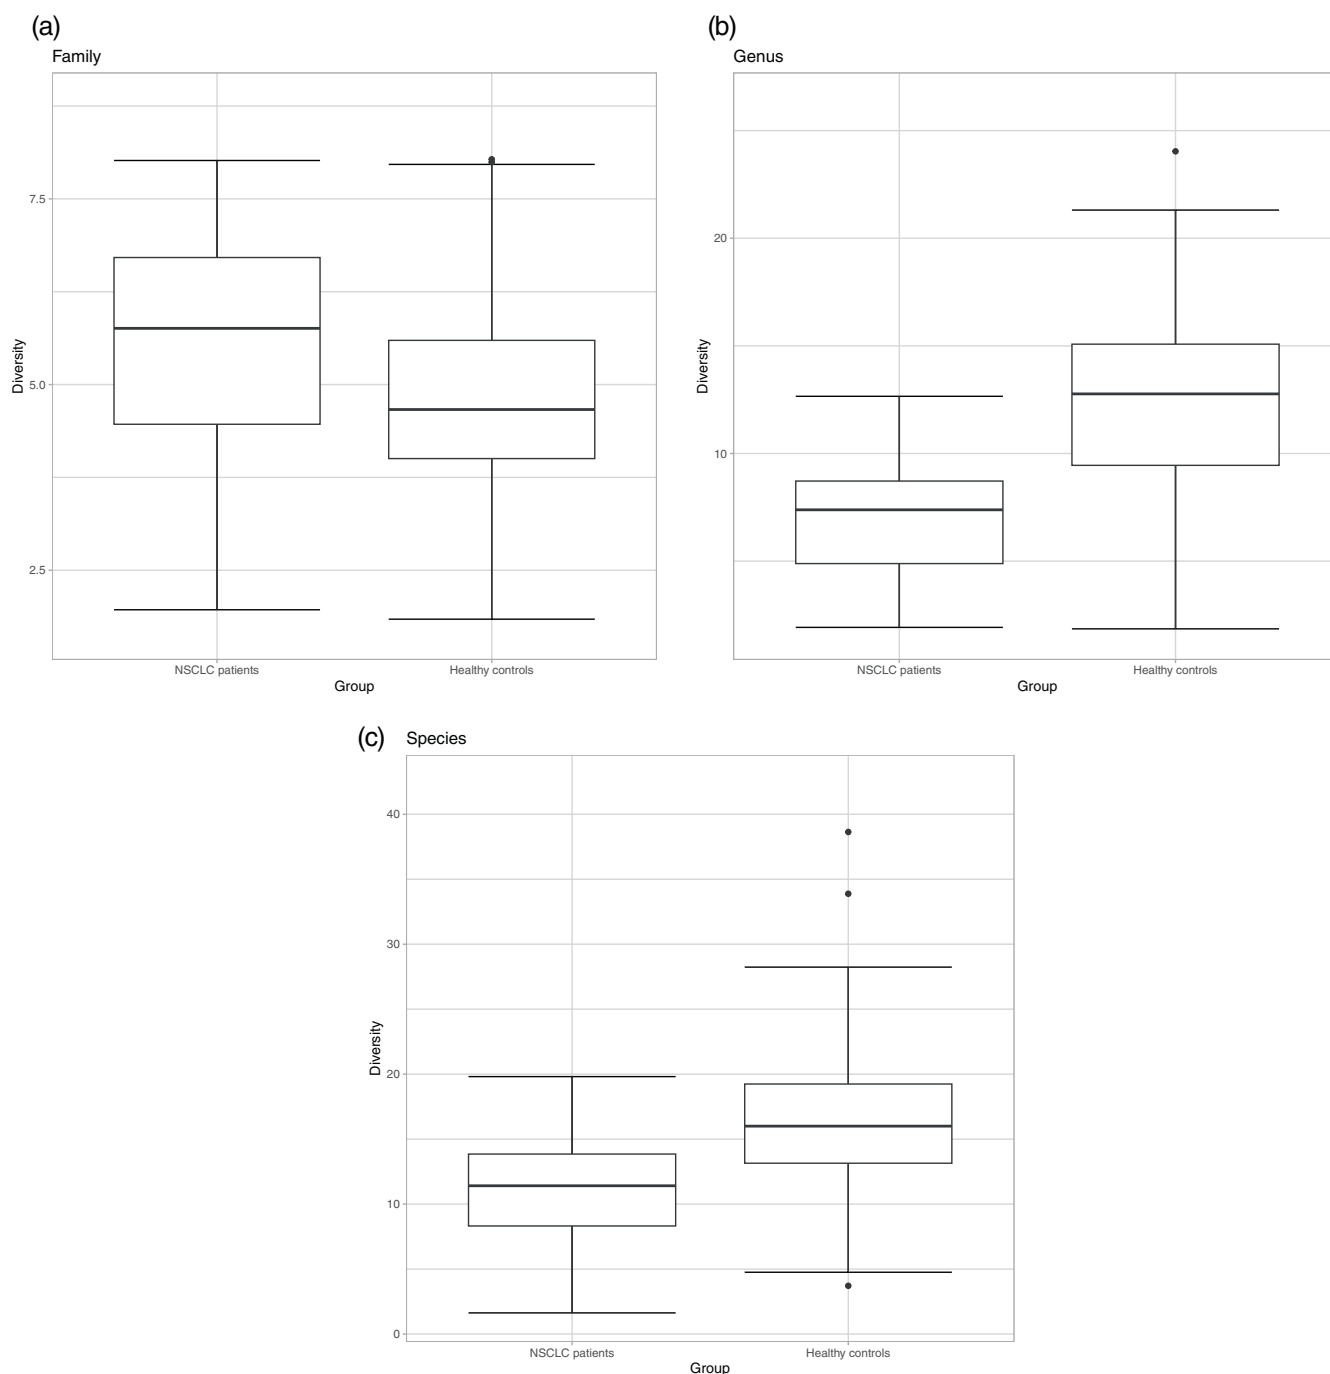 (a)
Family
7.5
5.0
2.5
Diversity
NSCLC patients
Healthy controls
Group
(b)
Genus
20
10
Diversity
NSCLC patients
Healthy controls
Group
(c)
Species
40
30
20
10
0
Diversity
NSCLC patients
Healthy controls
Group